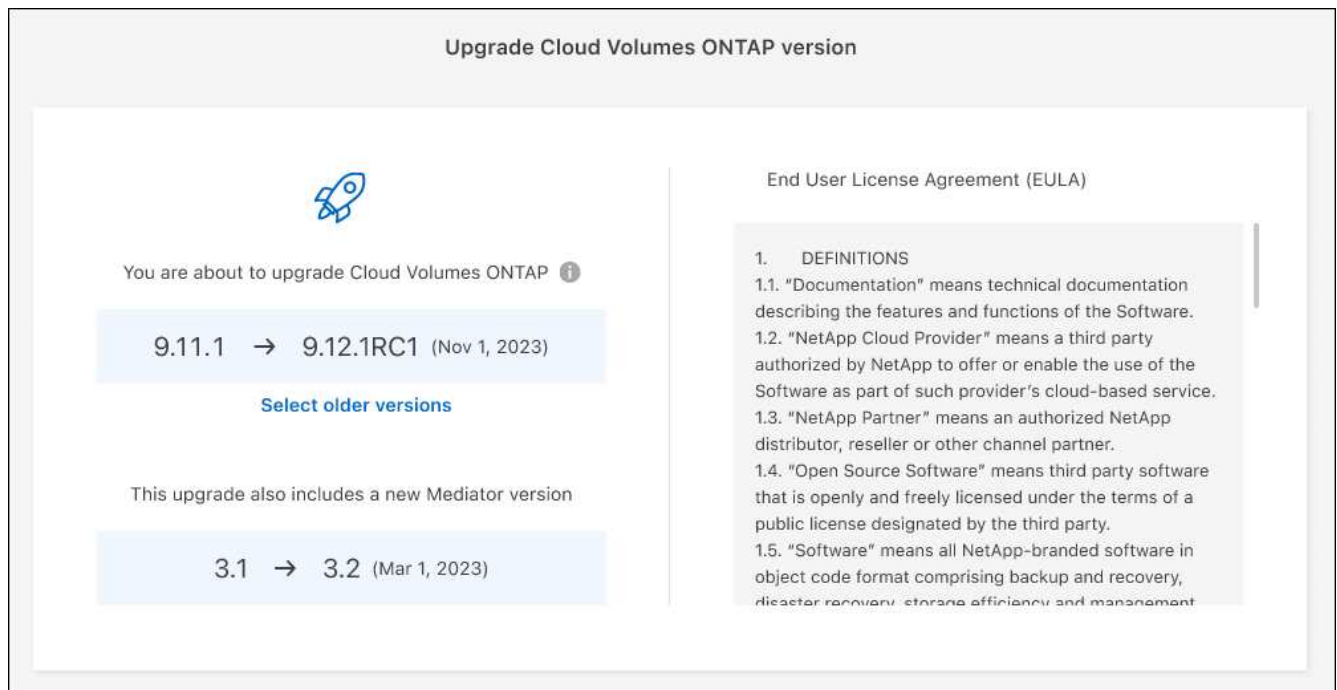 Upgrade Cloud Volumes ONTAP version
You are about to upgrade Cloud Volumes ONTAP
9.11.1 → 9.12.1RC1 (Nov 1, 2023)
Select older versions
This upgrade also includes a new Mediator version
3.1 → 3.2 (Mar 1, 2023)
End User License Agreement (EULA)
1. DEFINITIONS
1.1. “Documentation” means technical documentation
describing the features and functions of the Software.
1.2. “NetApp Cloud Provider” means a third party
authorized by NetApp to offer or enable the use of the
Software as part of such provider’s cloud-based service.
1.3. “NetApp Partner” means an authorized NetApp
distributor, reseller or other channel partner.
1.4. “Open Source Software” means third party software
that is openly and freely licensed under the terms of a
public license designated by the third party.
1.5. “Software” means all NetApp-branded software in
object code format comprising backup and recovery,
disaster recovery, storage efficiency and management